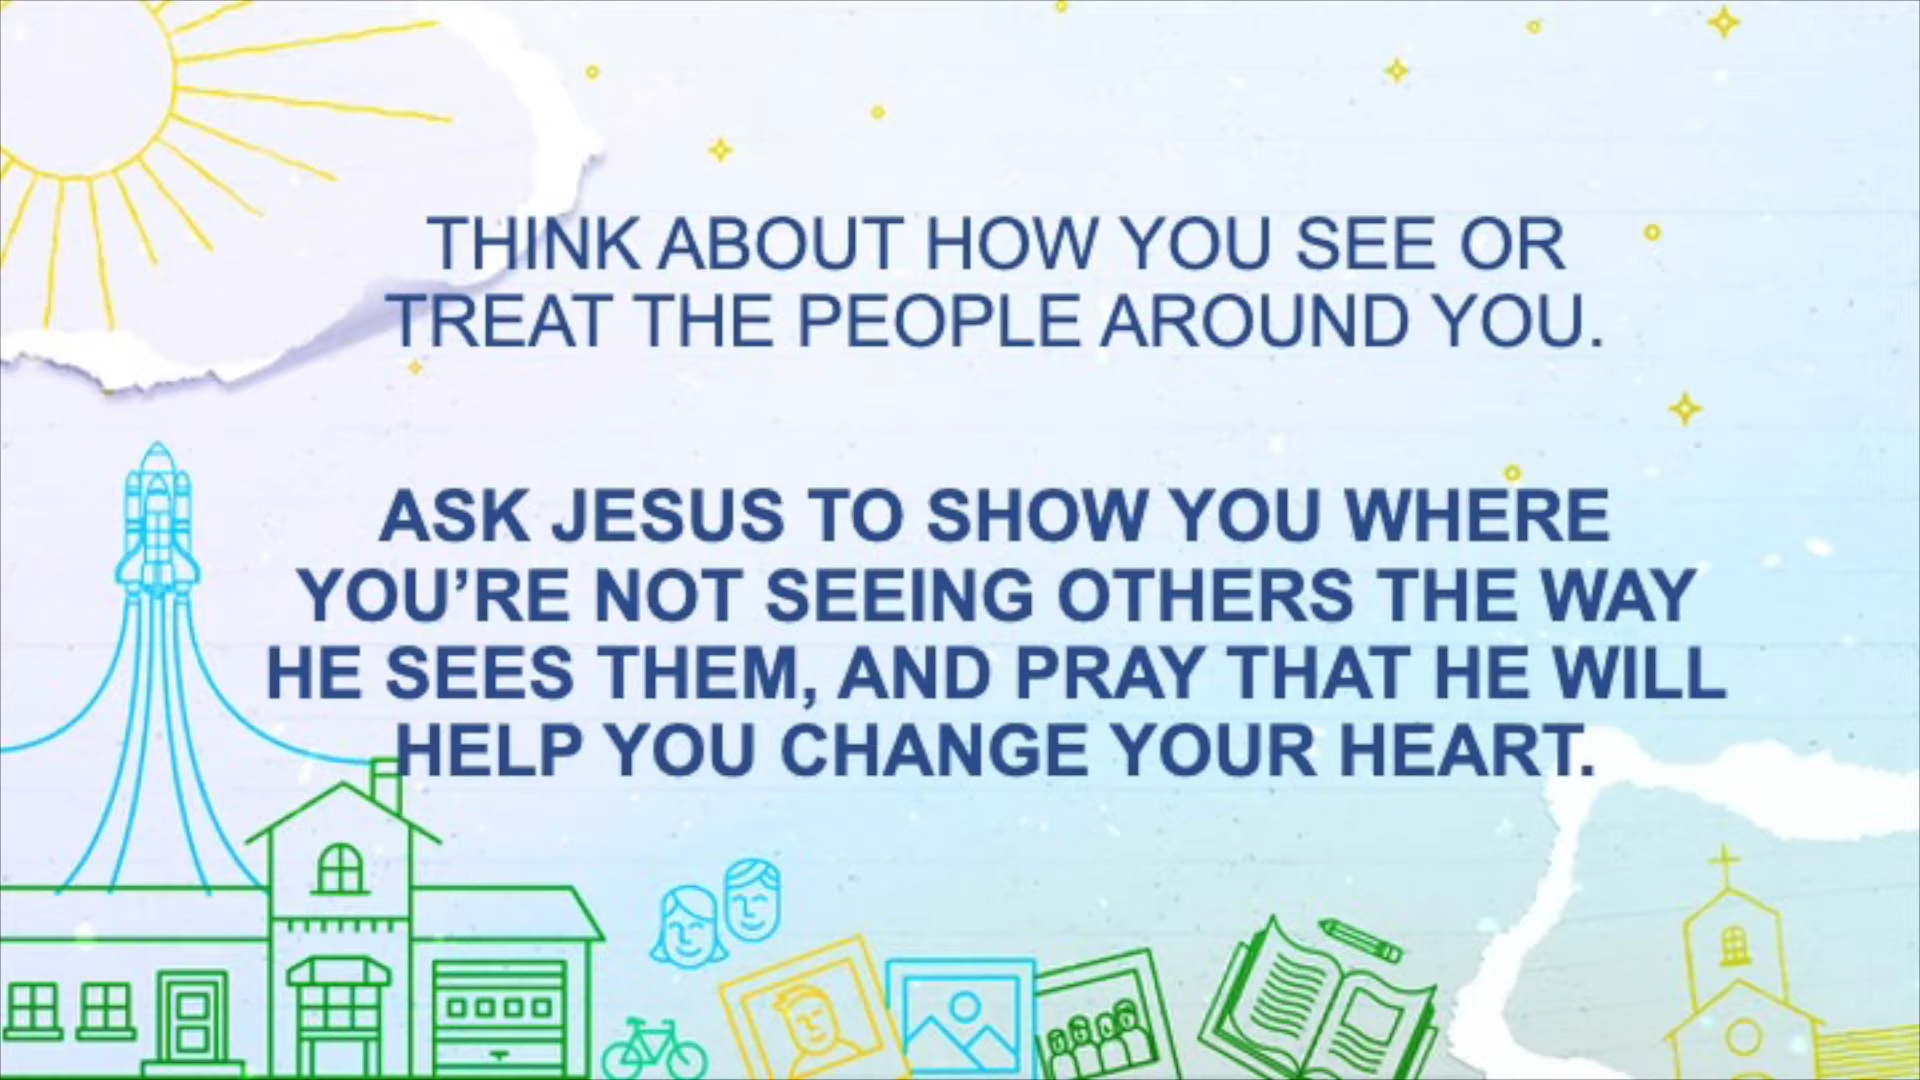 THINK ABOUT HOW YOU SEE OR
TREAT THE PEOPLE AROUND YOU.
ASK JESUS TO SHOW YOU WHERE
YOU’RE NOT SEEING OTHERS THE WAY
HE SEES THEM, AND PRAY THAT HE WILL
HELP YOU CHANGE YOUR HEART.